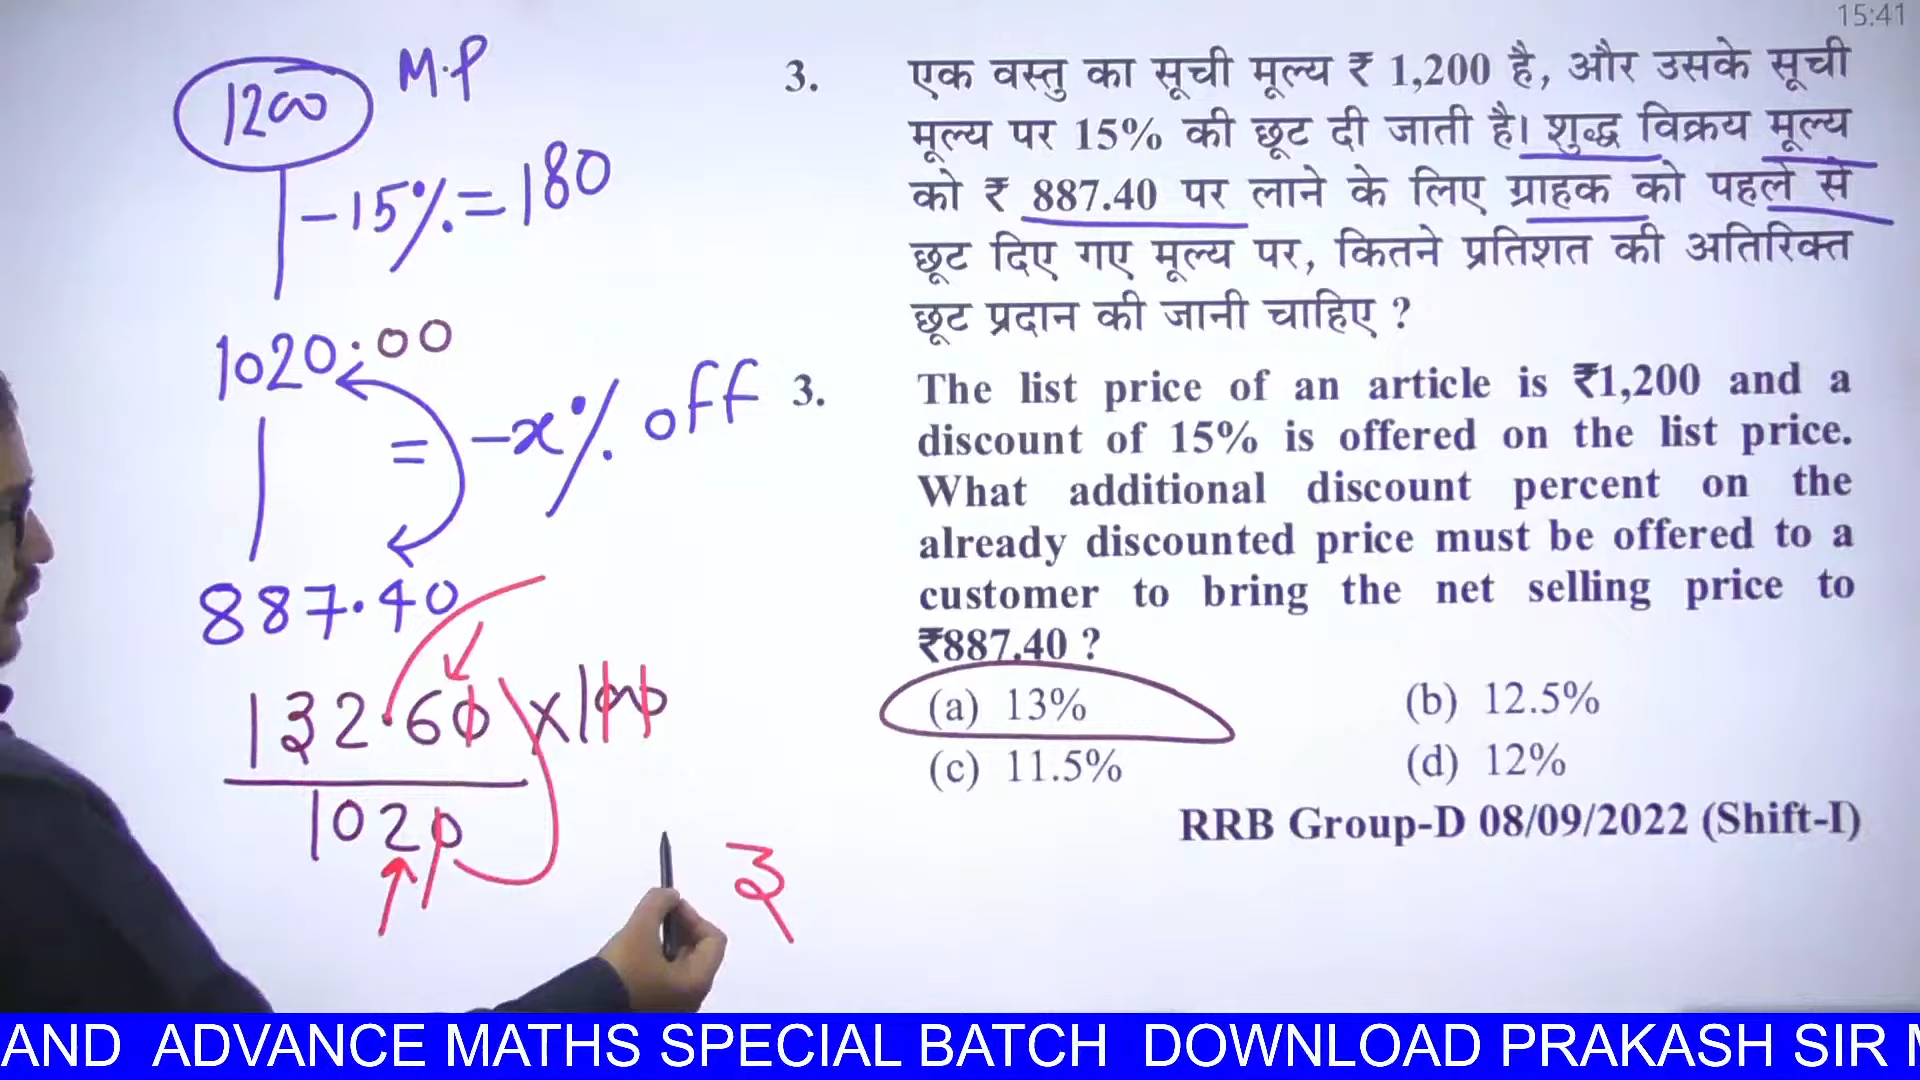 15:41
1200 M.P
-15% = 180
1020.00
= -x% off
887.40
132.60 x100
1020
३
3. एक वस्तु का सूची मूल्य ₹ 1,200 है, और उसके सूची
मूल्य पर 15% की छूट दी जाती है। शुद्ध विक्रय मूल्य
को ₹ 887.40 पर लाने के लिए ग्राहक को पहले से
छूट दिए गए मूल्य पर, कितने प्रतिशत की अतिरिक्त
छूट प्रदान की जानी चाहिए ?
3. The list price of an article is ₹1,200 and a
discount of 15% is offered on the list price.
What additional discount percent on the
already discounted price must be offered to a
customer to bring the net selling price to
₹887.40 ?
(a) 13% (b) 12.5%
(c) 11.5% (d) 12%
RRB Group-D 08/09/2022 (Shift-I)
AND ADVANCE MATHS SPECIAL BATCH DOWNLOAD PRAKASH SIR